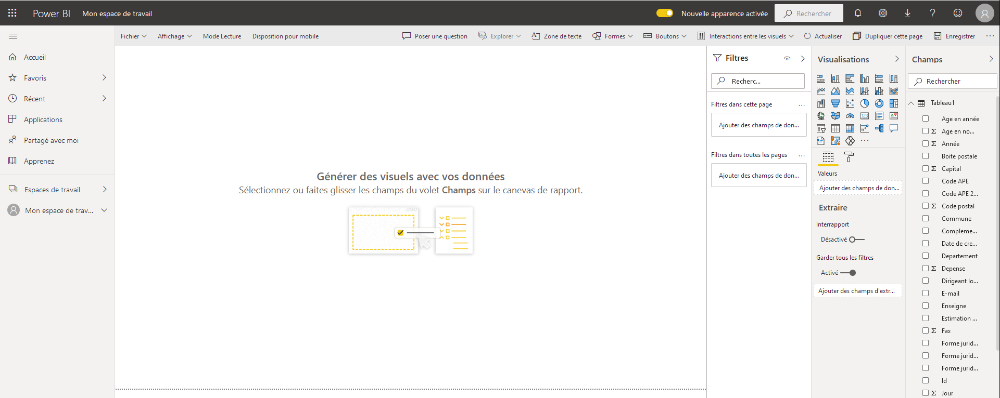 Power BI
Mon espace de travail
Nouvelle apparence activée
Rechercher
Fichier
Affichage
Mode Lecture
Disposition pour mobile
Poser une question
Explorer
Zone de texte
Formes
Boutons
Interactions entre les visuels
Actualiser
Dupliquer cette page
Enregistrer
Accueil
Favoris
Récent
Applications
Partagé avec moi
Apprenez
Espaces de travail
Mon espace de trav...
Générer des visuels avec vos données
Sélectionnez ou faites glisser les champs du volet Champs sur le canevas de rapport.
Filtres
Recherc...
Filtres dans cette page
Ajouter des champs de don...
Filtres dans toutes les pages
Ajouter des champs de don...
Visualisations
Valeurs
Ajouter des champs de don...
Extraire
Interrapport
Désactivé
Garder tous les filtres
Activé
Ajouter des champs d'extr...
Champs
Rechercher
Tableau1
Age en année
Age en no...
Année
Boite postale
Capital
Code APE
Code APE 2...
Code postal
Commune
Compleme...
Date de cre...
Departement
Depense
Dirigeant lo...
E-mail
Enseigne
Estimation ...
Fax
Forme jurid...
Forme jurid...
Forme jurid...
Id
Jour